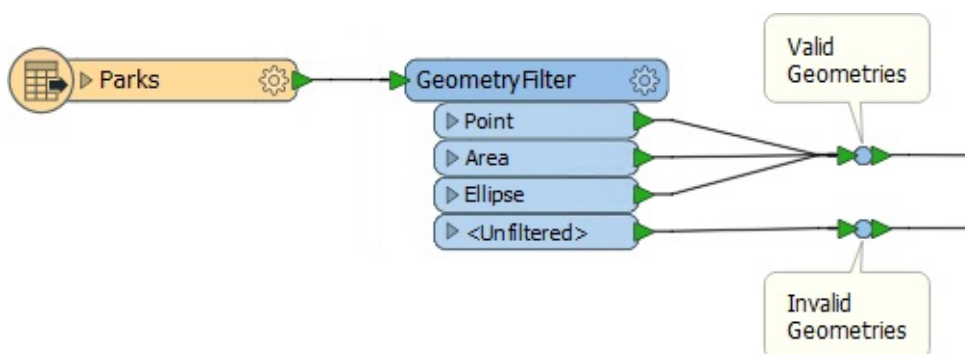 Valid
Geometries
Parks
GeometryFilter
Point
Area
Ellipse
<Unfiltered>
Invalid
Geometries